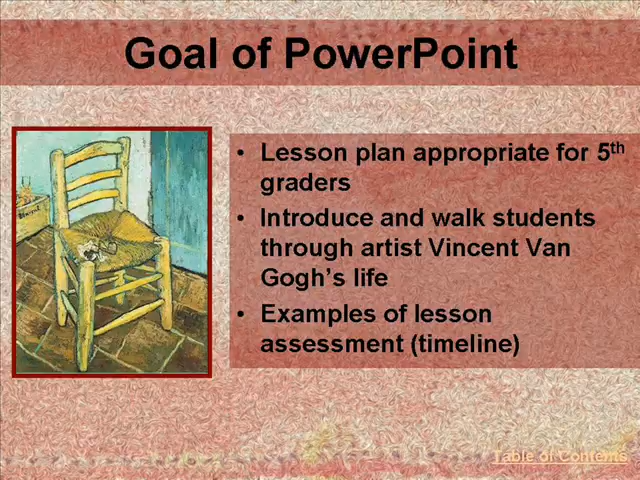 Goal of PowerPoint
• Lesson plan appropriate for 5th
graders
• Introduce and walk students
through artist Vincent Van
Gogh's life
• Examples of lesson
assessment (timeline)
Table of Contents